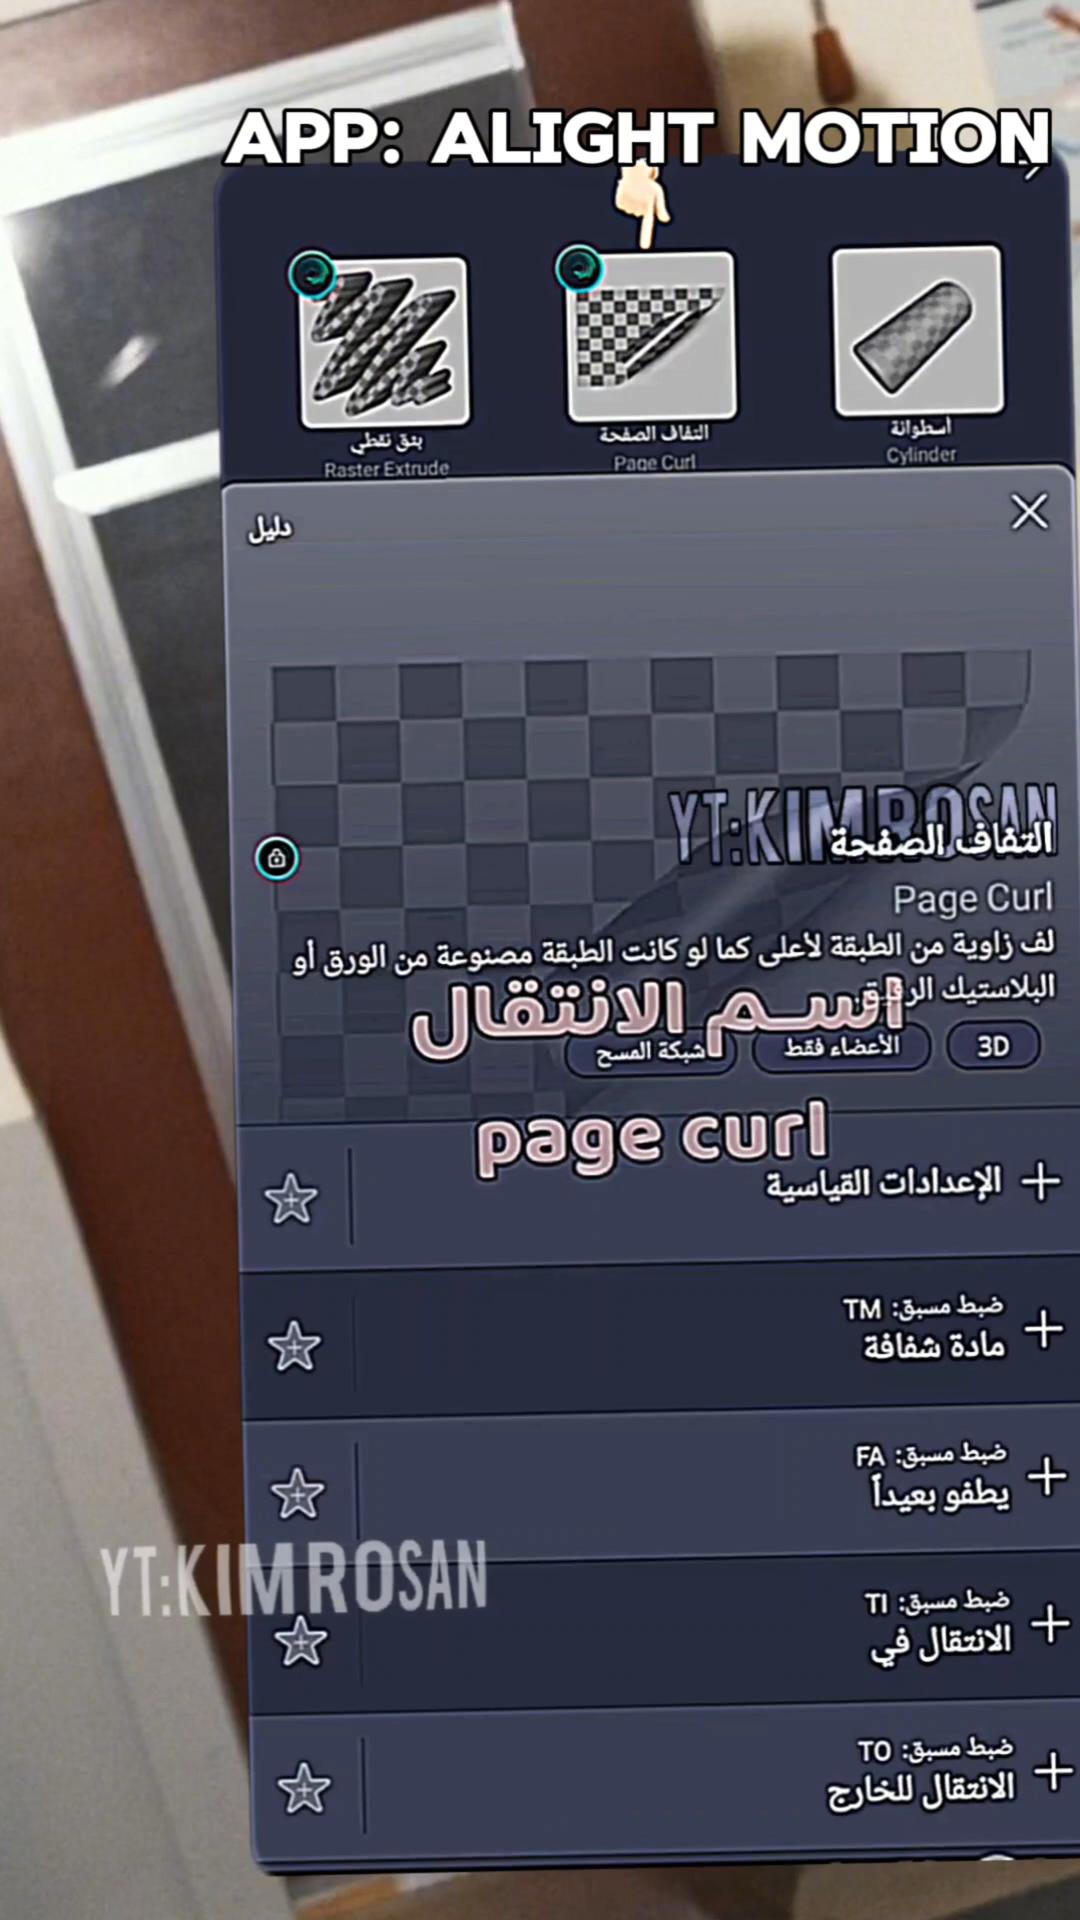 APP: ALIGHT MOTION
بثق نقطي
Raster Extrude
التفاف الصفحة
Page Curl
أسطوانة
Cylinder
دليل
YT:KIMROSAN
التفاف الصفحة
Page Curl
لف زاوية من الطبقة لأعلى كما لو كانت الطبقة مصنوعة من الورق أو
البلاستيك
اسم الانتقال
3D
الأعضاء فقط
شبكة المسح
page curl
الإعدادات القياسية
ضبط مسبق: TM
مادة شفافة
ضبط مسبق: FA
يطفو بعيداً
YT:KIMROSAN
ضبط مسبق: TI
الانتقال في
ضبط مسبق: TO
الانتقال للخارج